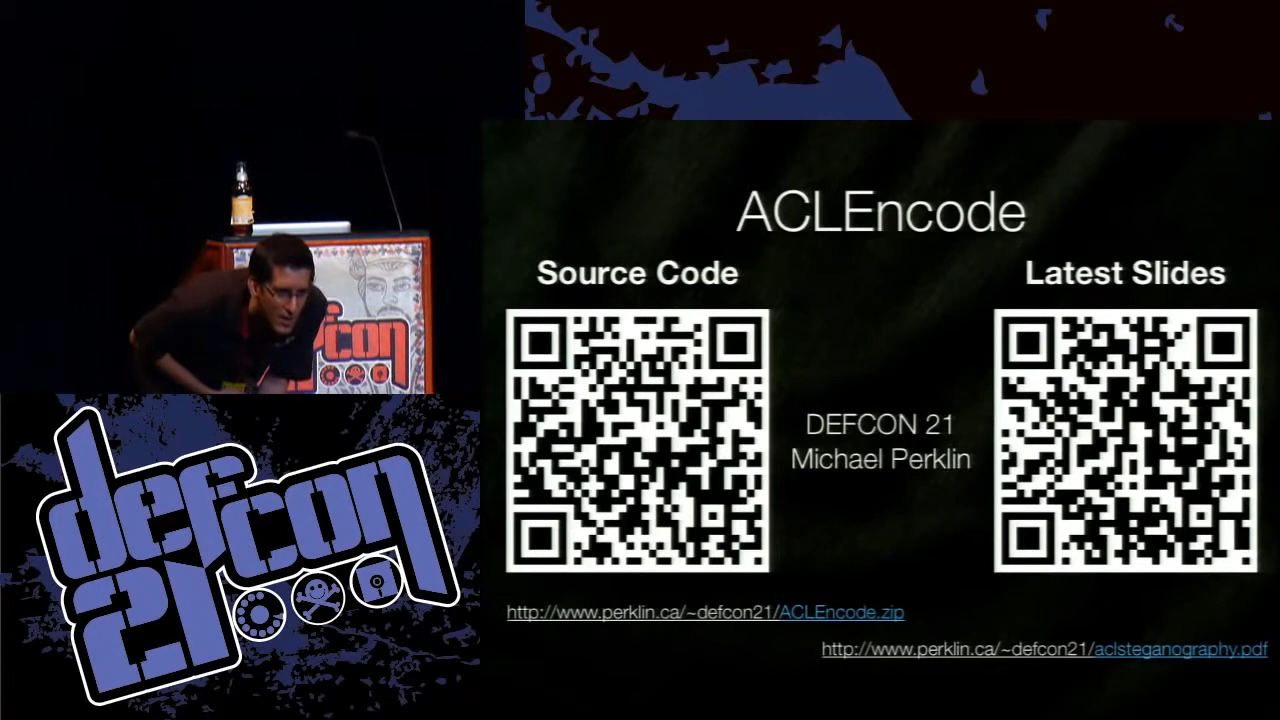 ACLEncode
Source Code
Latest Slides
DEFCON 21
Michael Perklin
http://www.perklin.ca/~defcon21/ACLEncode.zip
http://www.perklin.ca/~defcon21/aclsteganography.pdf
defcon
defcon
21